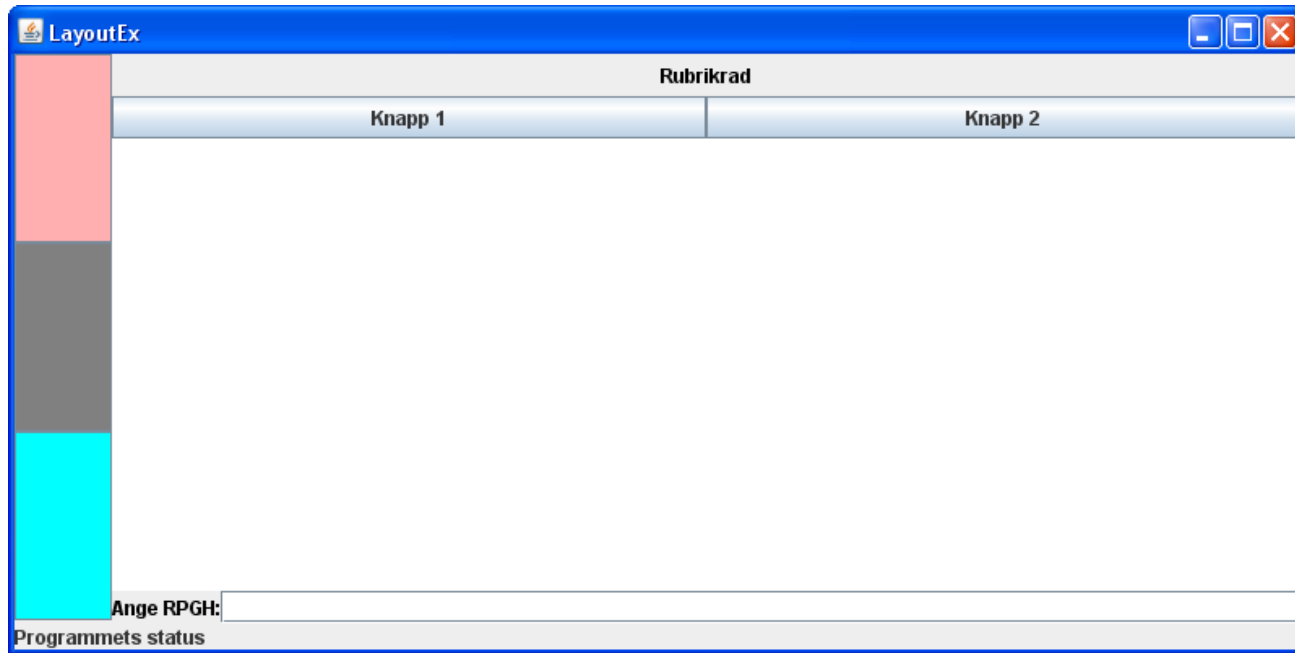 LayoutEx
Rubrikrad
Knapp 1 Knapp 2
Ange RPGH:
Programmets status